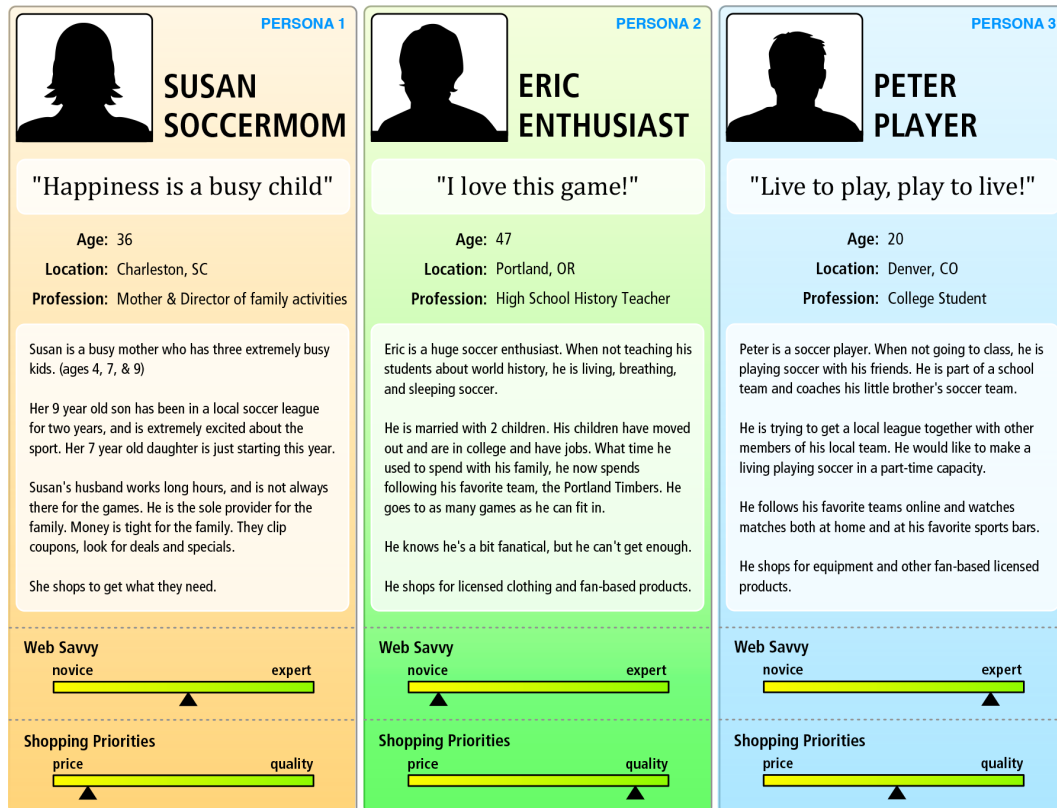 PERSONA 1
SUSAN
SOCCERMOM
"Happiness is a busy child"
Age: 36
Location: Charleston, SC
Profession: Mother & Director of family activities
Susan is a busy mother who has three extremely busy
kids. (ages 4, 7, & 9)
Her 9 year old son has been in a local soccer league
for two years, and is extremely excited about the
sport. Her 7 year old daughter is just starting this year.
Susan's husband works long hours, and is not always
there for the games. He is the sole provider for the
family. Money is tight for the family. They clip
coupons, look for deals and specials.
She shops to get what they need.
Web Savvy
novice expert
Shopping Priorities
price quality
PERSONA 2
ERIC
ENTHUSIAST
"I love this game!"
Age: 47
Location: Portland, OR
Profession: High School History Teacher
Eric is a huge soccer enthusiast. When not teaching his
students about world history, he is living, breathing,
and sleeping soccer.
He is married with 2 children. His children have moved
out and are in college and have jobs. What time he
used to spend with his family, he now spends
following his favorite team, the Portland Timbers. He
goes to as many games as he can fit in.
He knows he's a bit fanatical, but he can't get enough.
He shops for licensed clothing and fan-based products.
Web Savvy
novice expert
Shopping Priorities
price quality
PERSONA 3
PETER
PLAYER
"Live to play, play to live!"
Age: 20
Location: Denver, CO
Profession: College Student
Peter is a soccer player. When not going to class, he is
playing soccer with his friends. He is part of a school
team and coaches his little brother's soccer team.
He is trying to get a local league together with other
members of his local team. He would like to make a
living playing soccer in a part-time capacity.
He follows his favorite teams online and watches
matches both at home and at his favorite sports bars.
He shops for equipment and other fan-based licensed
products.
Web Savvy
novice expert
Shopping Priorities
price quality